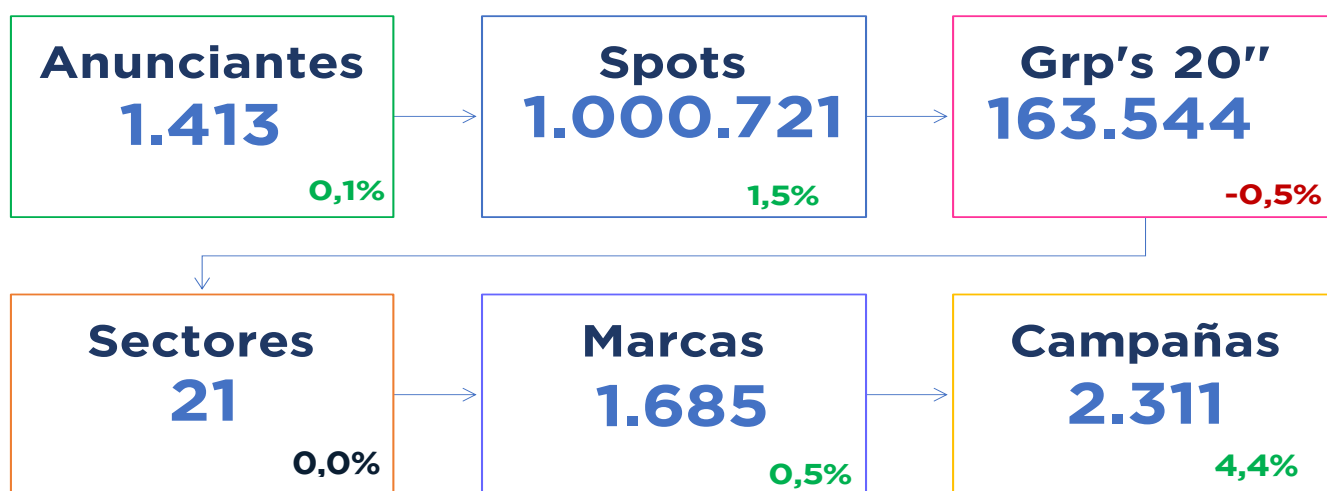 Anunciantes
1.413
0,1%
Spots
1.000.721
1,5%
Grp's 20"
163.544
-0,5%
Sectores
21
0,0%
Marcas
1.685
0,5%
Campañas
2.311
4,4%